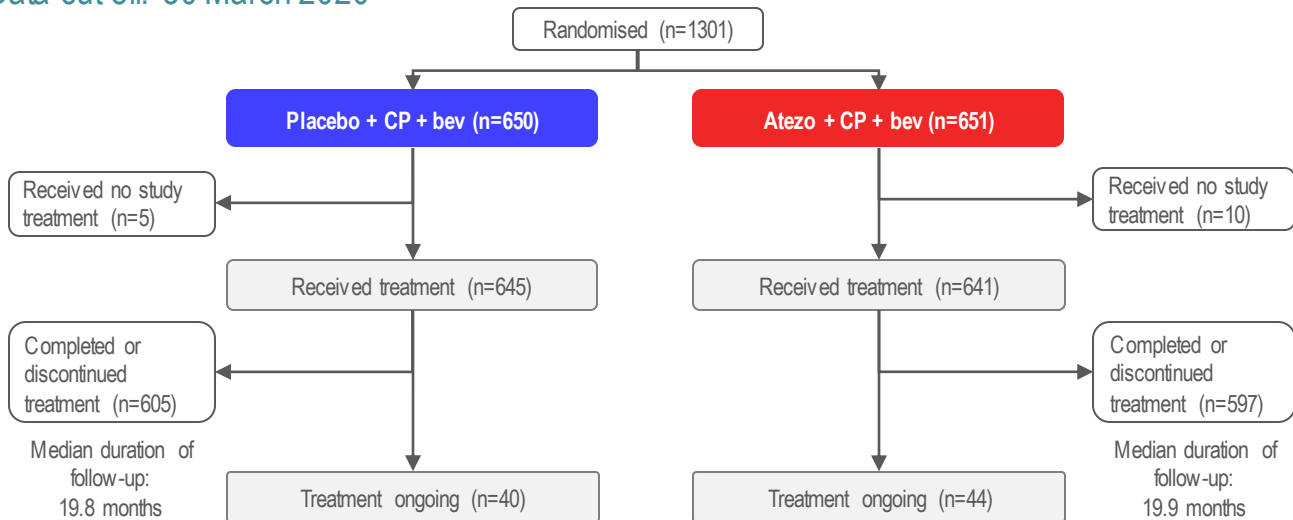 Randomised (n=1301)
Placebo + CP + bev (n=650)
Atezo + CP + bev (n=651)
Received no study
treatment (n=5)
Received no study
treatment (n=10)
Received treatment (n=645)
Received treatment (n=641)
Completed or
discontinued
treatment (n=605)
Completed or
discontinued
treatment (n=597)
Median duration of
follow-up:
19.8 months
Median duration of
follow-up:
19.9 months
Treatment ongoing (n=40)
Treatment ongoing (n=44)